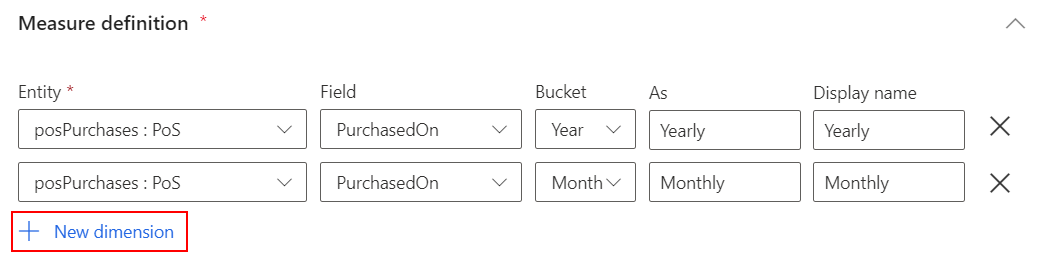 Measure definition *
Entity * Field Bucket As Display name
posPurchases : PoS PurchasedOn Year Yearly Yearly
posPurchases : PoS PurchasedOn Month Monthly Monthly
New dimension